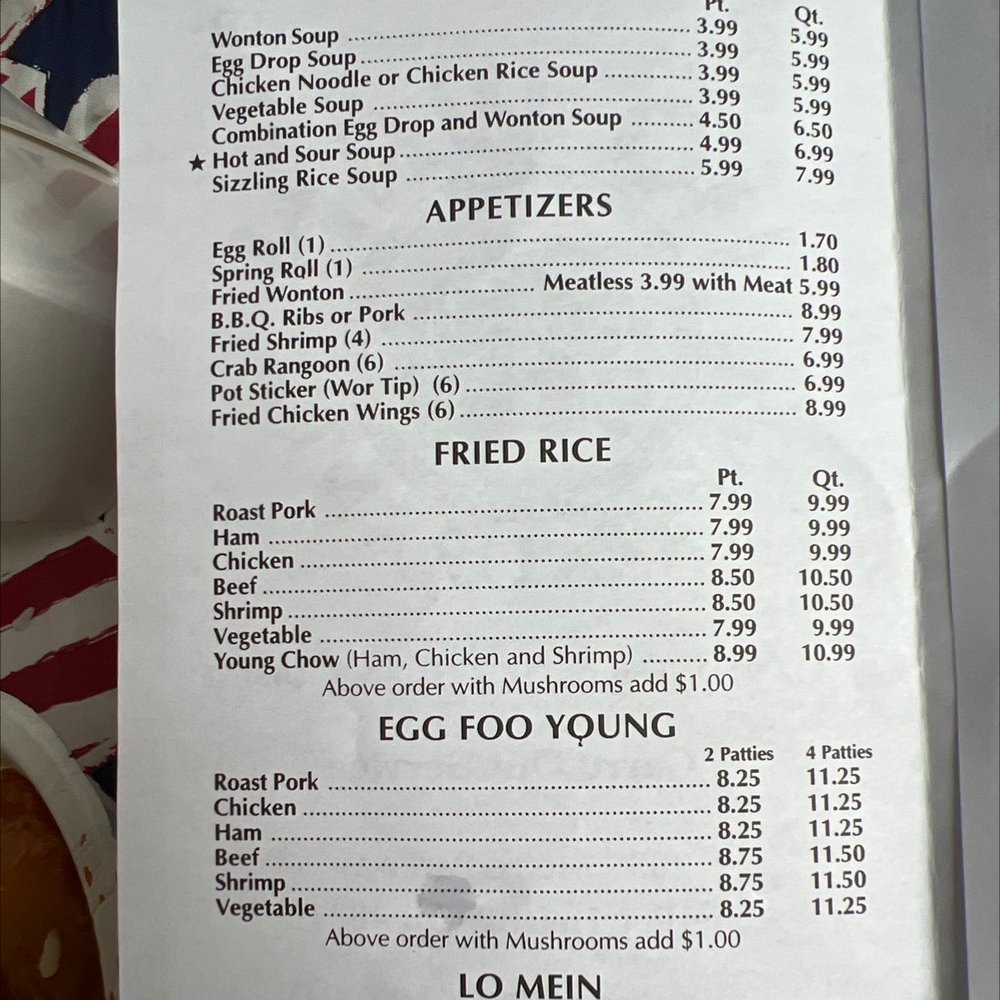 Pt. Qt.
Wonton Soup 3.99 5.99
Egg Drop Soup 3.99 5.99
Chicken Noodle or Chicken Rice Soup 3.99 5.99
Vegetable Soup 3.99 5.99
Combination Egg Drop and Wonton Soup 4.50 6.50
★ Hot and Sour Soup 4.99 6.99
Sizzling Rice Soup 5.99 7.99
APPETIZERS
Egg Roll (1) 1.70
Spring Roll (1) 1.80
Fried Wonton Meatless 3.99 with Meat 5.99
B.B.Q. Ribs or Pork 8.99
Fried Shrimp (4) 7.99
Crab Rangoon (6) 6.99
Pot Sticker (Wor Tip) (6) 6.99
Fried Chicken Wings (6) 8.99
FRIED RICE
Pt. Qt.
Roast Pork 7.99 9.99
Ham 7.99 9.99
Chicken 7.99 9.99
Beef 8.50 10.50
Shrimp 8.50 10.50
Vegetable 7.99 9.99
Young Chow (Ham, Chicken and Shrimp) 8.99 10.99
Above order with Mushrooms add $1.00
EGG FOO YOUNG
2 Patties 4 Patties
Roast Pork 8.25 11.25
Chicken 8.25 11.25
Ham 8.25 11.25
Beef 8.75 11.50
Shrimp 8.75 11.50
Vegetable 8.25 11.25
Above order with Mushrooms add $1.00
LO MEIN